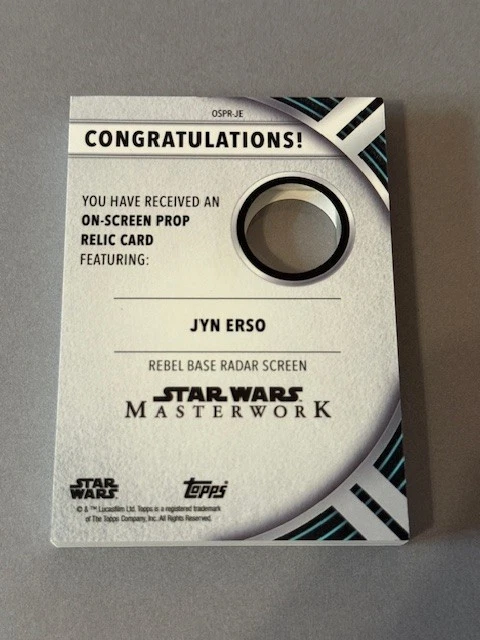 OSPR-JE
CONGRATULATIONS!
YOU HAVE RECEIVED AN
ON-SCREEN PROP
RELIC CARD
FEATURING:
JYN ERSO
REBEL BASE RADAR SCREEN
STAR WARS
MASTERWORK
STAR
WARS
Topps
© & ™ Lucasfilm Ltd. Topps is a registered trademark
of The Topps Company, Inc. All Rights Reserved.